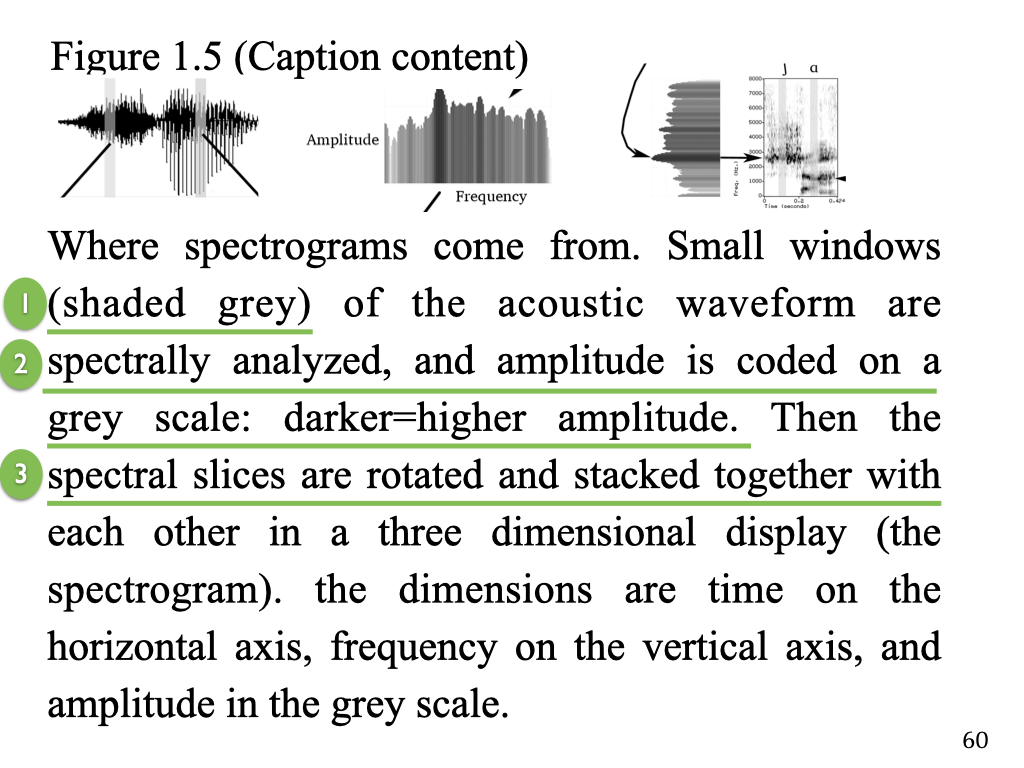 Figure 1.5 (Caption content)
Amplitude
Frequency
ʃ ɑ
8000
7000
6000
5000
4000
3000
2000
1000
0
Freq. (Hz.)
0 0.2 0.424
Time (seconds)
Where spectrograms come from. Small windows
1 (shaded grey) of the acoustic waveform are
2 spectrally analyzed, and amplitude is coded on a
grey scale: darker=higher amplitude. Then the
3 spectral slices are rotated and stacked together with
each other in a three dimensional display (the
spectrogram). the dimensions are time on the
horizontal axis, frequency on the vertical axis, and
amplitude in the grey scale.
60